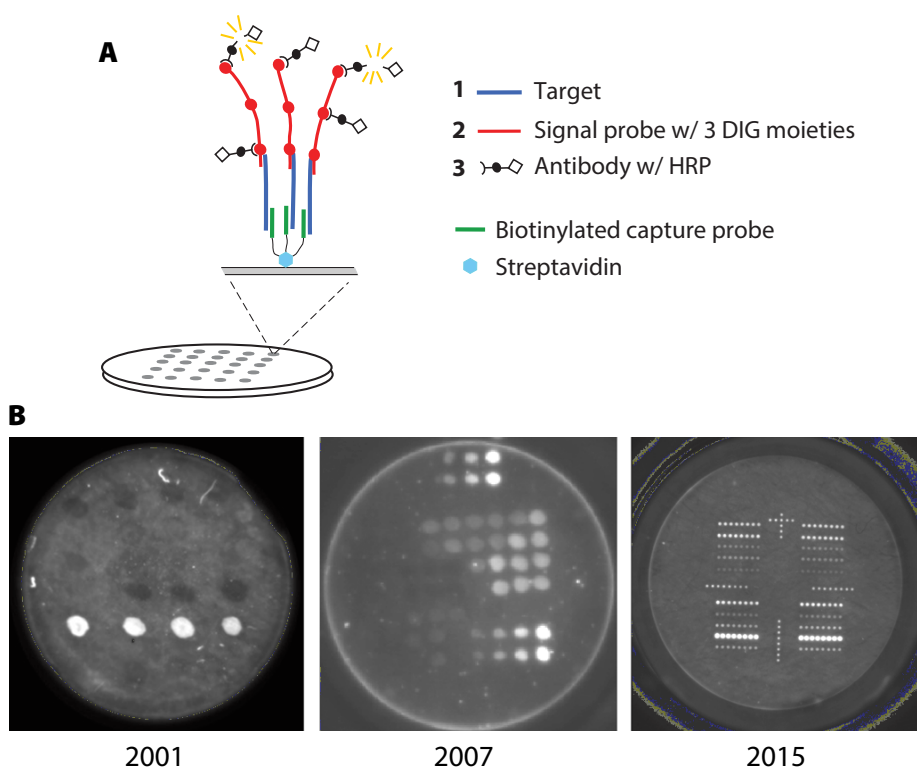 A
1 Target
2 Signal probe w/ 3 DIG moieties
3 Antibody w/ HRP
Biotinylated capture probe
Streptavidin
B
2001 2007 2015